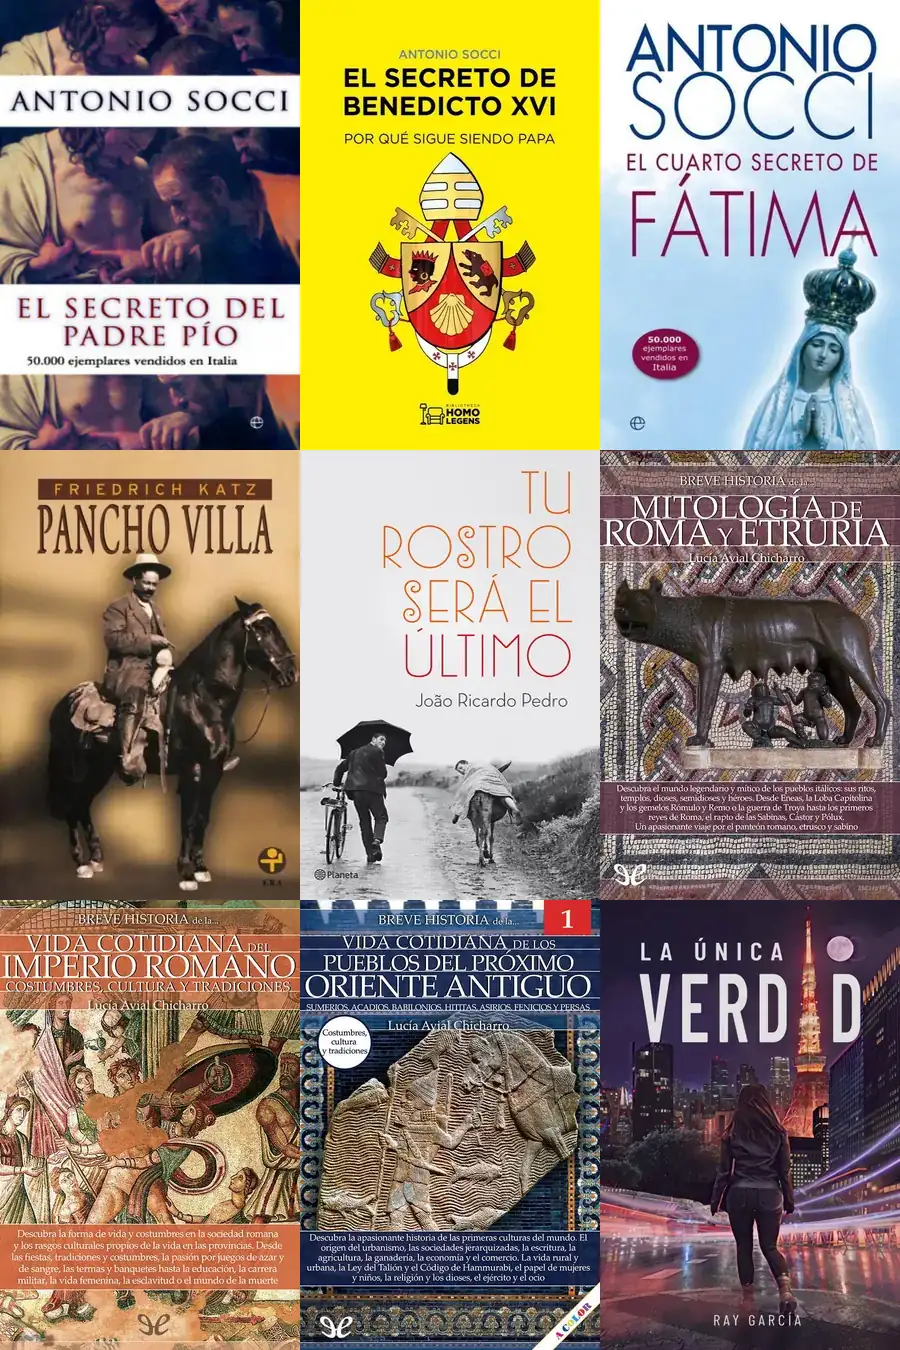 ANTONIO SOCCI
EL SECRETO DEL
PADRE PÍO
50.000 ejemplares vendidos en Italia
ANTONIO SOCCI
EL SECRETO DE
BENEDICTO XVI
POR QUÉ SIGUE SIENDO PAPA
BIBLIOTHECA
HOMO
LEGENS
ANTONIO
SOCCI
EL CUARTO SECRETO DE
FÁTIMA
50.000
ejemplares
vendidos en
Italia
FRIEDRICH KATZ
PANCHO VILLA
ERA
TU
ROSTRO
SERÁ EL
ÚLTIMO
João Ricardo Pedro
Planeta
BREVE HISTORIA de la...
MITOLOGÍA DE
ROMA Y ETRURIA
Lucía Avial Chicharro
Descubra el mundo legendario y mítico de los pueblos itálicos: sus ritos,
templos, dioses, semidioses y héroes. Desde Eneas, la Loba Capitolina
y los gemelos Rómulo y Remo o la guerra de Troya hasta los primeros
reyes de Roma, el rapto de las Sabinas, Cástor y Pólux.
Un apasionante viaje por el panteón romano, etrusco y sabino
BREVE HISTORIA de la...
VIDA COTIDIANA DEL
IMPERIO ROMANO
COSTUMBRES, CULTURA Y TRADICIONES
Lucía Avial Chicharro
Descubra la forma de vida y costumbres en la sociedad romana
y los rasgos culturales propios de la vida en las provincias. Desde
las fiestas, tradiciones y costumbres, la pasión por juegos de azar y
de sangre, las termas y banquetes hasta la educación, la carrera
militar, la vida femenina, la esclavitud o el mundo de la muerte
BREVE HISTORIA de la...
1
VIDA COTIDIANA DE LOS
PUEBLOS DEL PRÓXIMO
ORIENTE ANTIGUO
SUMERIOS, ACADIOS, BABILONIOS, HITITAS, ASIRIOS, FENICIOS Y PERSAS
Lucía Avial Chicharro
Costumbres,
cultura
y tradiciones
Descubra la apasionante historia de las primeras culturas del mundo. El
origen del urbanismo, las sociedades jerarquizadas, la escritura, la
agricultura, la ganadería, la economía y el comercio. La vida rural y
urbana, la Ley del Talión y el Código de Hammurabi, el papel de mujeres
y niños, la religión y los dioses, el ejército y el ocio
A COLOR
LA ÚNICA
VERD D
RAY GARCÍA